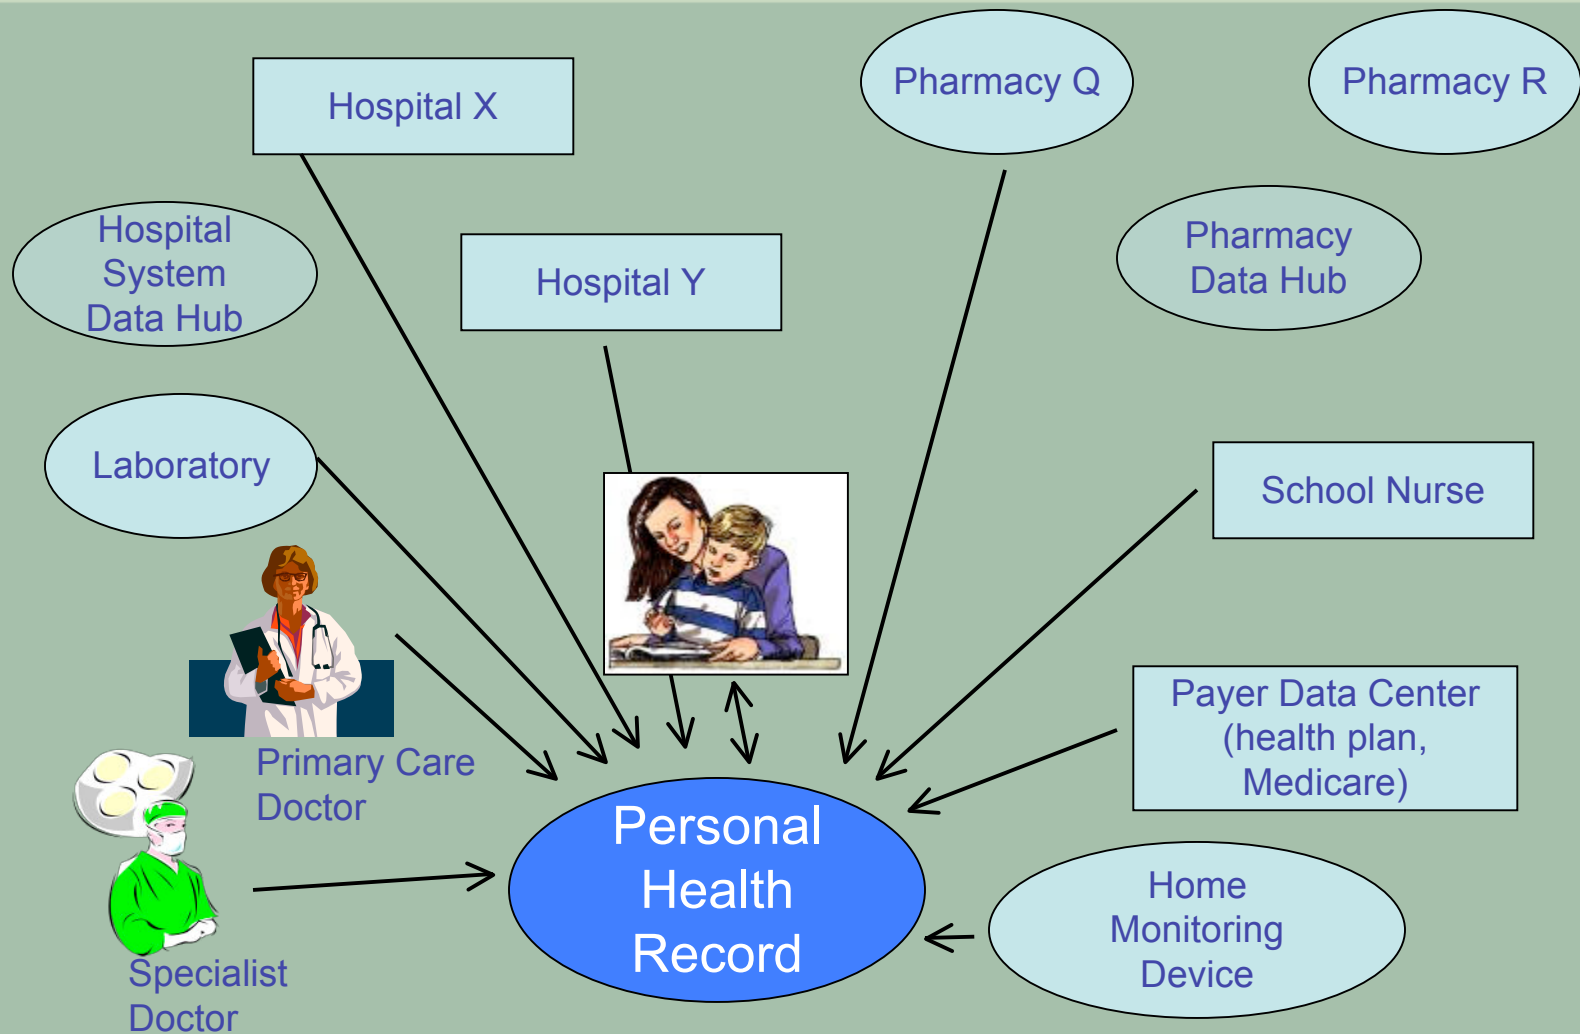 Hospital X
Pharmacy Q
Pharmacy R
Hospital
System
Data Hub
Hospital Y
Pharmacy
Data Hub
Laboratory
School Nurse
Primary Care
Doctor
Payer Data Center
(health plan,
Medicare)
Personal
Health
Record
Home
Monitoring
Device
Specialist
Doctor